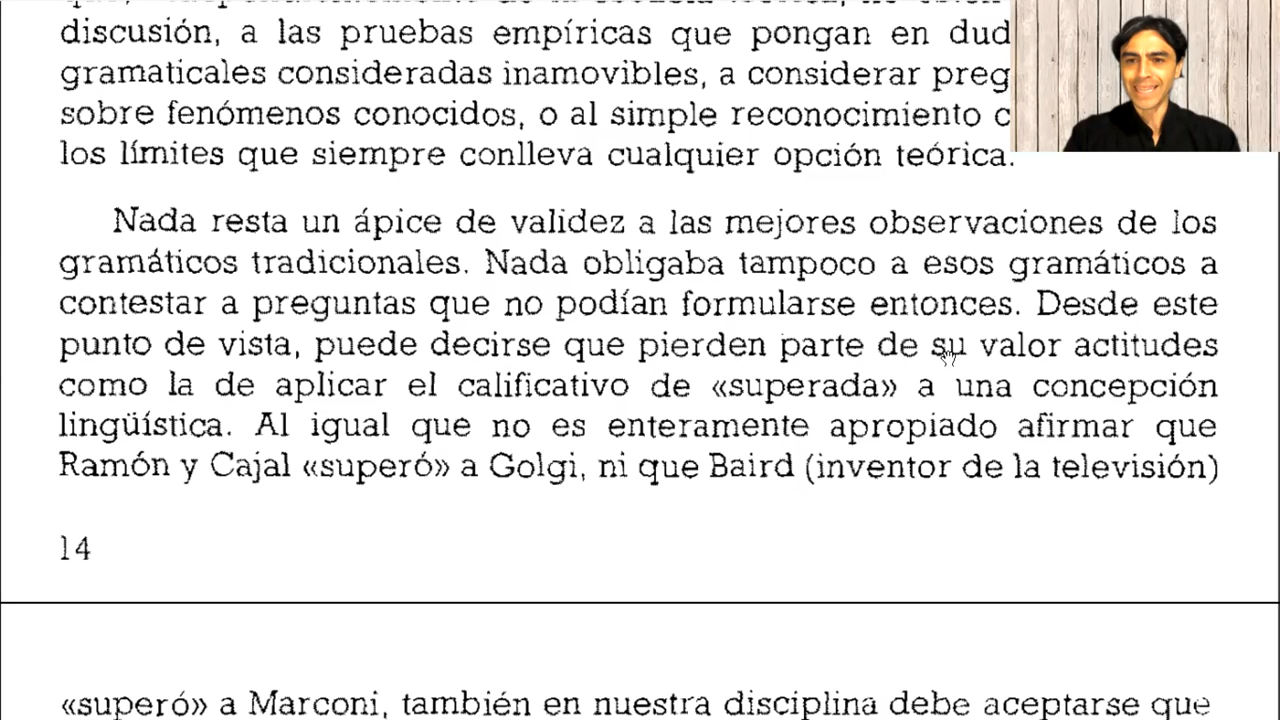 discusión, a las pruebas empíricas que pongan en
gramaticales consideradas inamovibles, a considerar
sobre fenómenos conocidos, o al simple reconocimiento
los límites que siempre conlleva cualquier opción teórica.
Nada resta un ápice de validez a las mejores observaciones de los
gramáticos tradicionales. Nada obligaba tampoco a esos gramáticos a
contestar a preguntas que no podían formularse entonces. Desde este
punto de vista, puede decirse que pierden parte de su valor actitudes
como la de aplicar el calificativo de «superada» a una concepción
lingüística. Al igual que no es enteramente apropiado afirmar que
Ramón y Cajal «superó» a Golgi, ni que Baird (inventor de la televisión)
14
«superó» a Marconi, también en nuestra disciplina debe aceptarse que